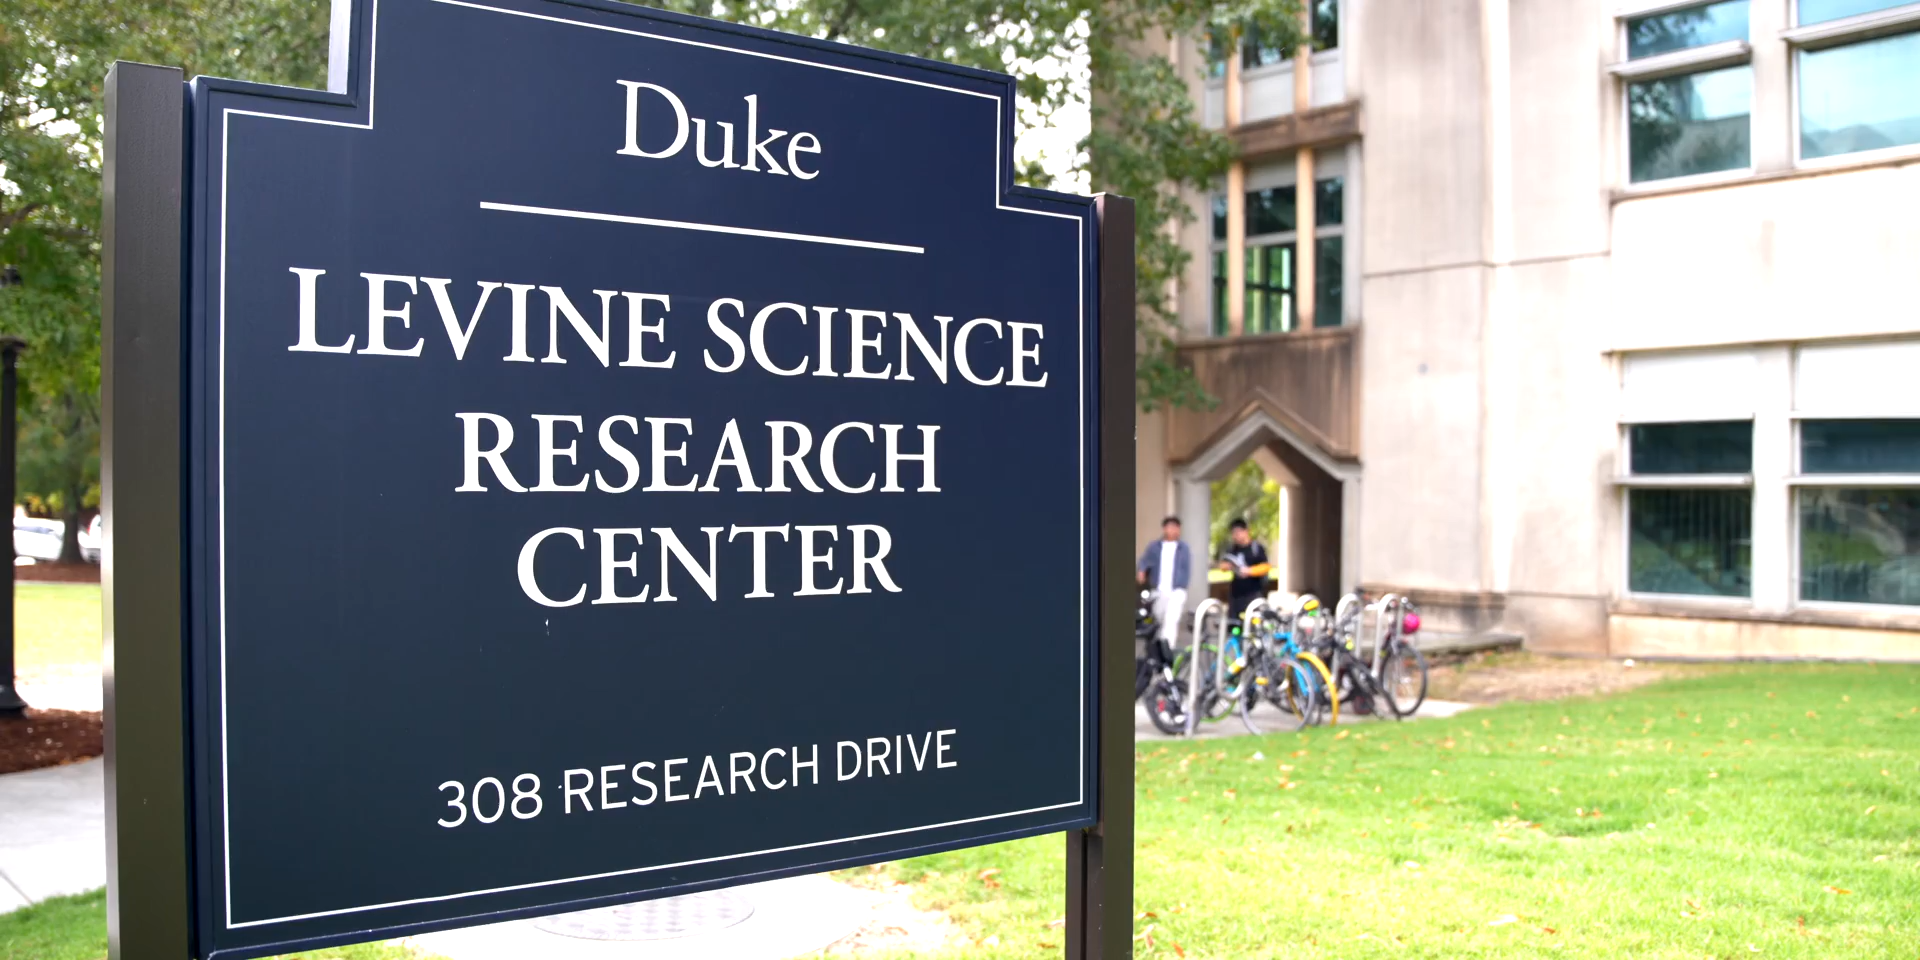 Duke
LEVINE SCIENCE
RESEARCH
CENTER
308 RESEARCH DRIVE